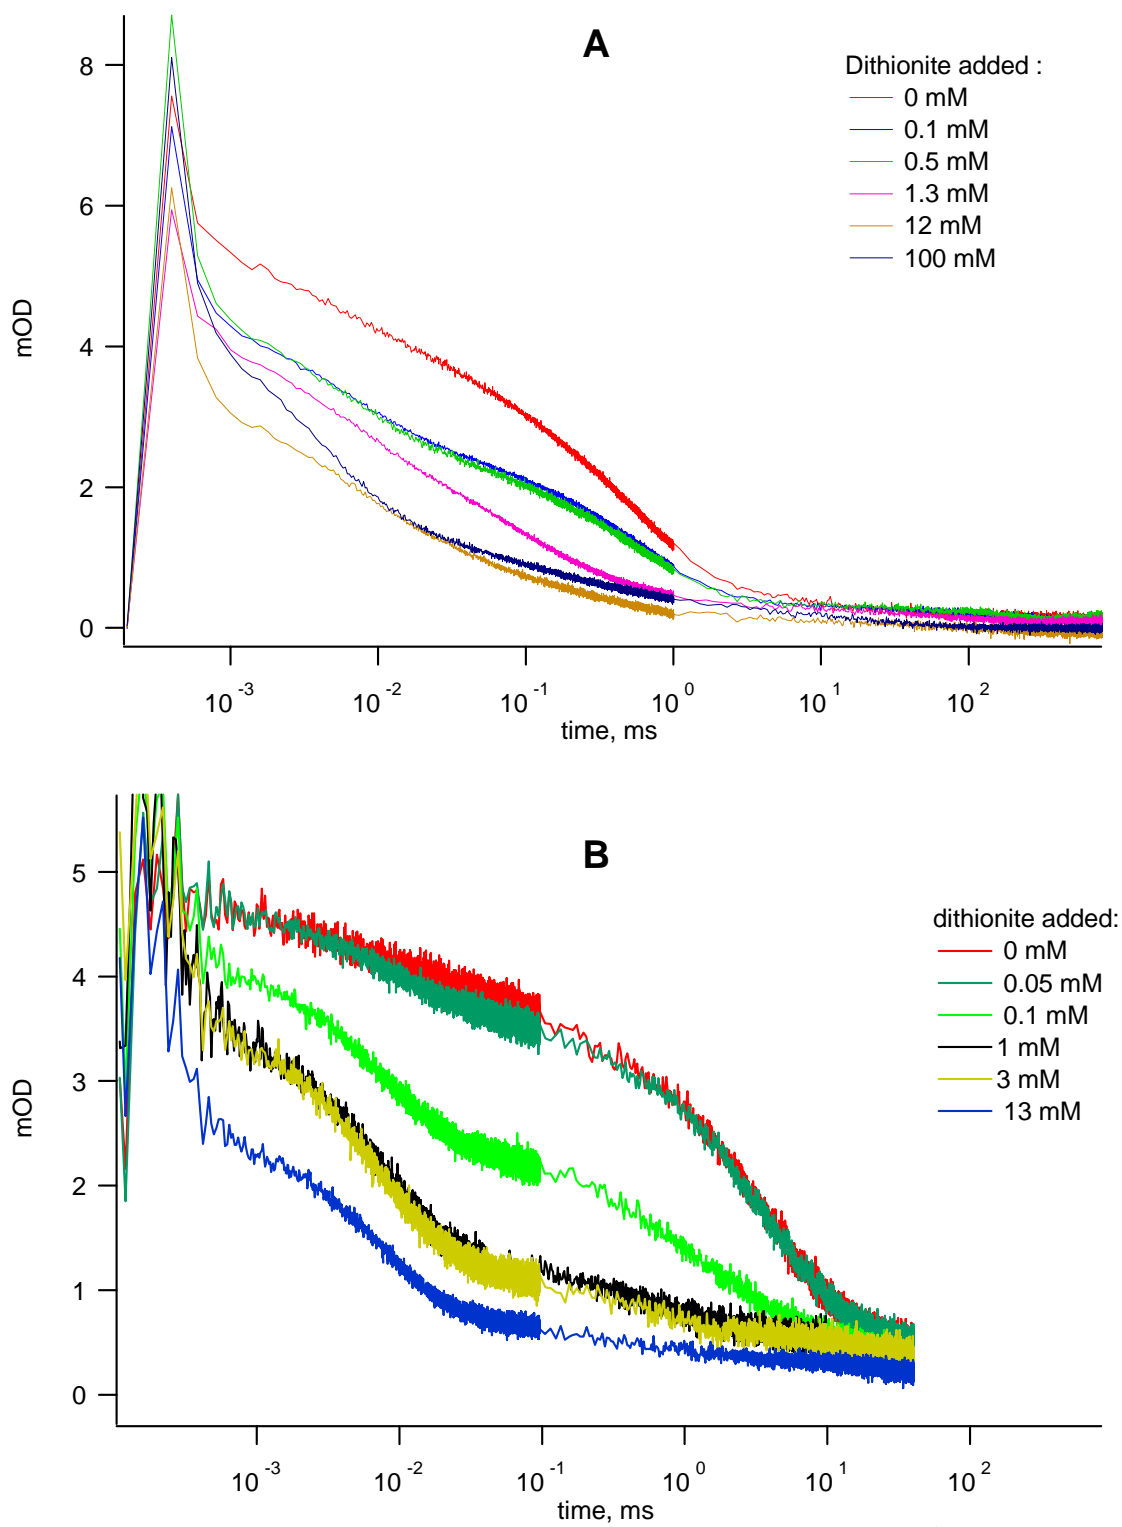 A
Dithionite added :
0 mM
0.1 mM
0.5 mM
1.3 mM
12 mM
100 mM
mOD
8
6
4
2
0
10 -3 10 -2 10 -1 10 0 10 1 10 2
time, ms
B
dithionite added:
0 mM
0.05 mM
0.1 mM
1 mM
3 mM
13 mM
mOD
5
4
3
2
1
0
10 -3 10 -2 10 -1 10 0 10 1 10 2
time, ms